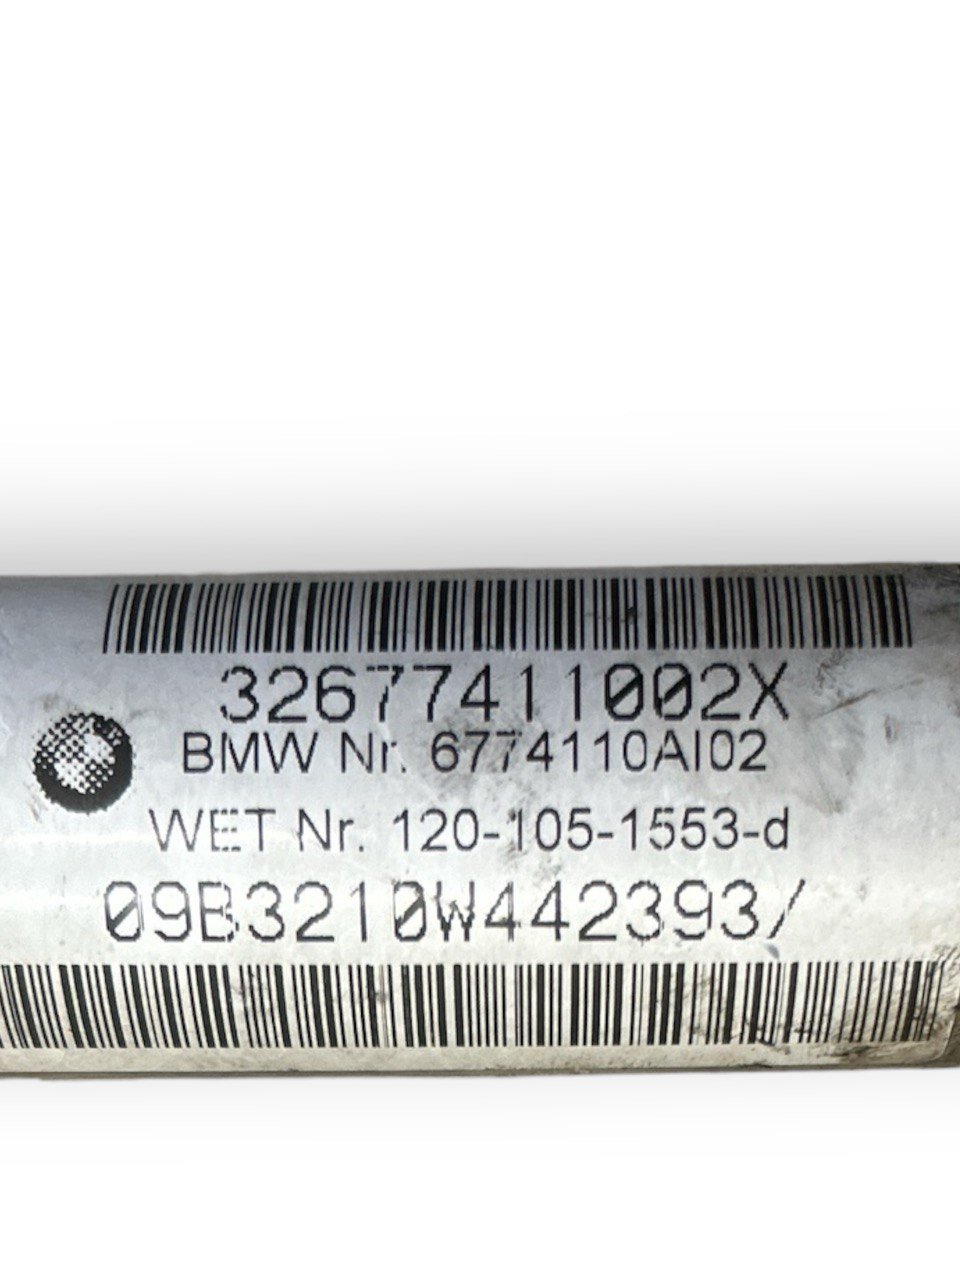 32677411002X
BMW Nr. 6774110AI02
WET Nr. 120-105-1553-d
09B3210W442393/